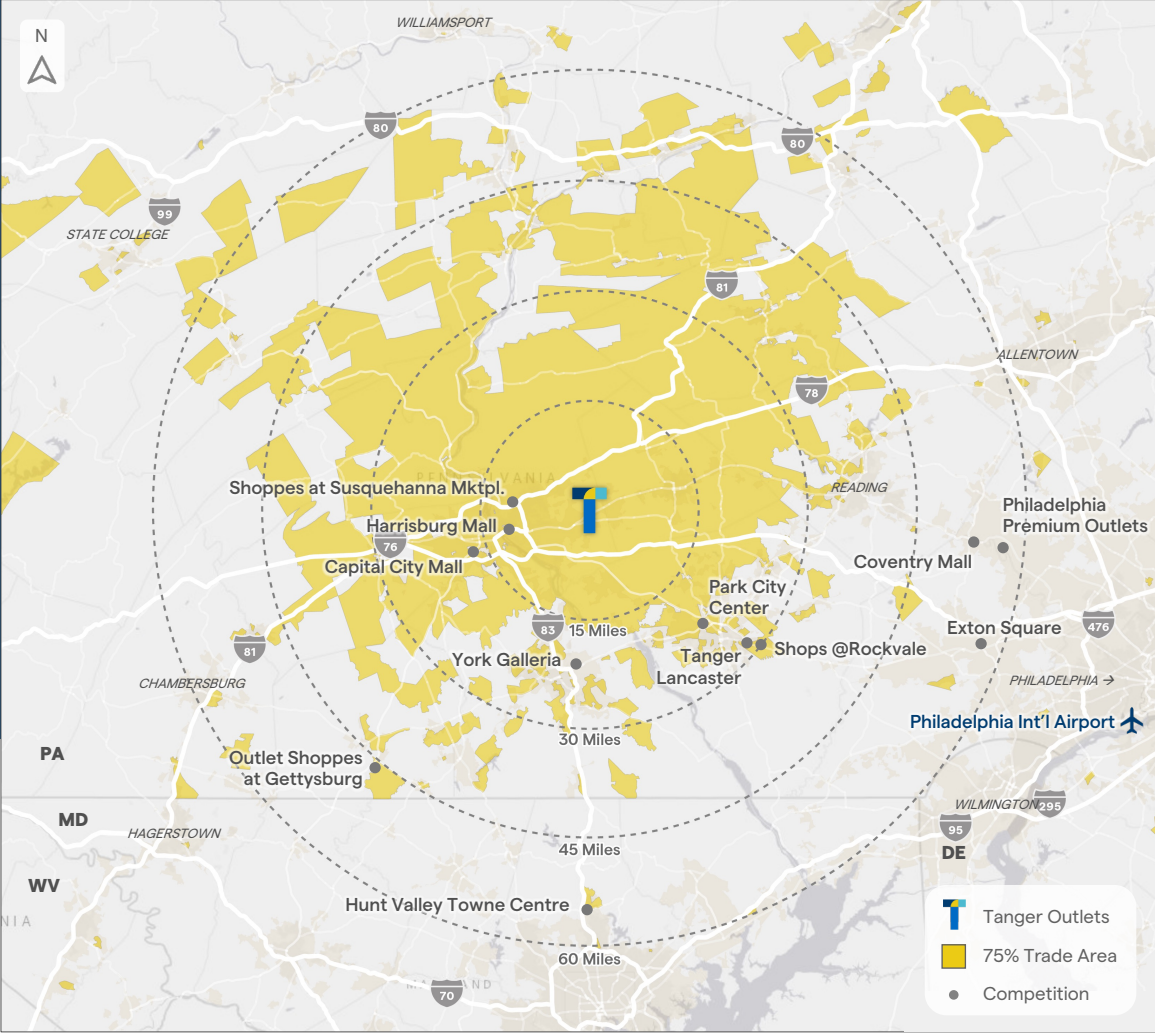 N
WILLIAMSPORT
80
80
99
STATE COLLEGE
81
ALLENTOWN
78
PENNSYLVANIA
Shoppes at Susquehanna Mktpl.
READING
Philadelphia
Premium Outlets
Harrisburg Mall
76
Capital City Mall
Coventry Mall
Park City
Center
83
15 Miles
476
Exton Square
81
York Galleria
Tanger
Lancaster
Shops @Rockvale
CHAMBERSBURG
PHILADELPHIA →
Philadelphia Int'l Airport
30 Miles
PA
Outlet Shoppes
at Gettysburg
WILMINGTON
295
MD
HAGERSTOWN
95
45 Miles
DE
WV
Hunt Valley Towne Centre
NIA
60 Miles
70
Tanger Outlets
75% Trade Area
Competition